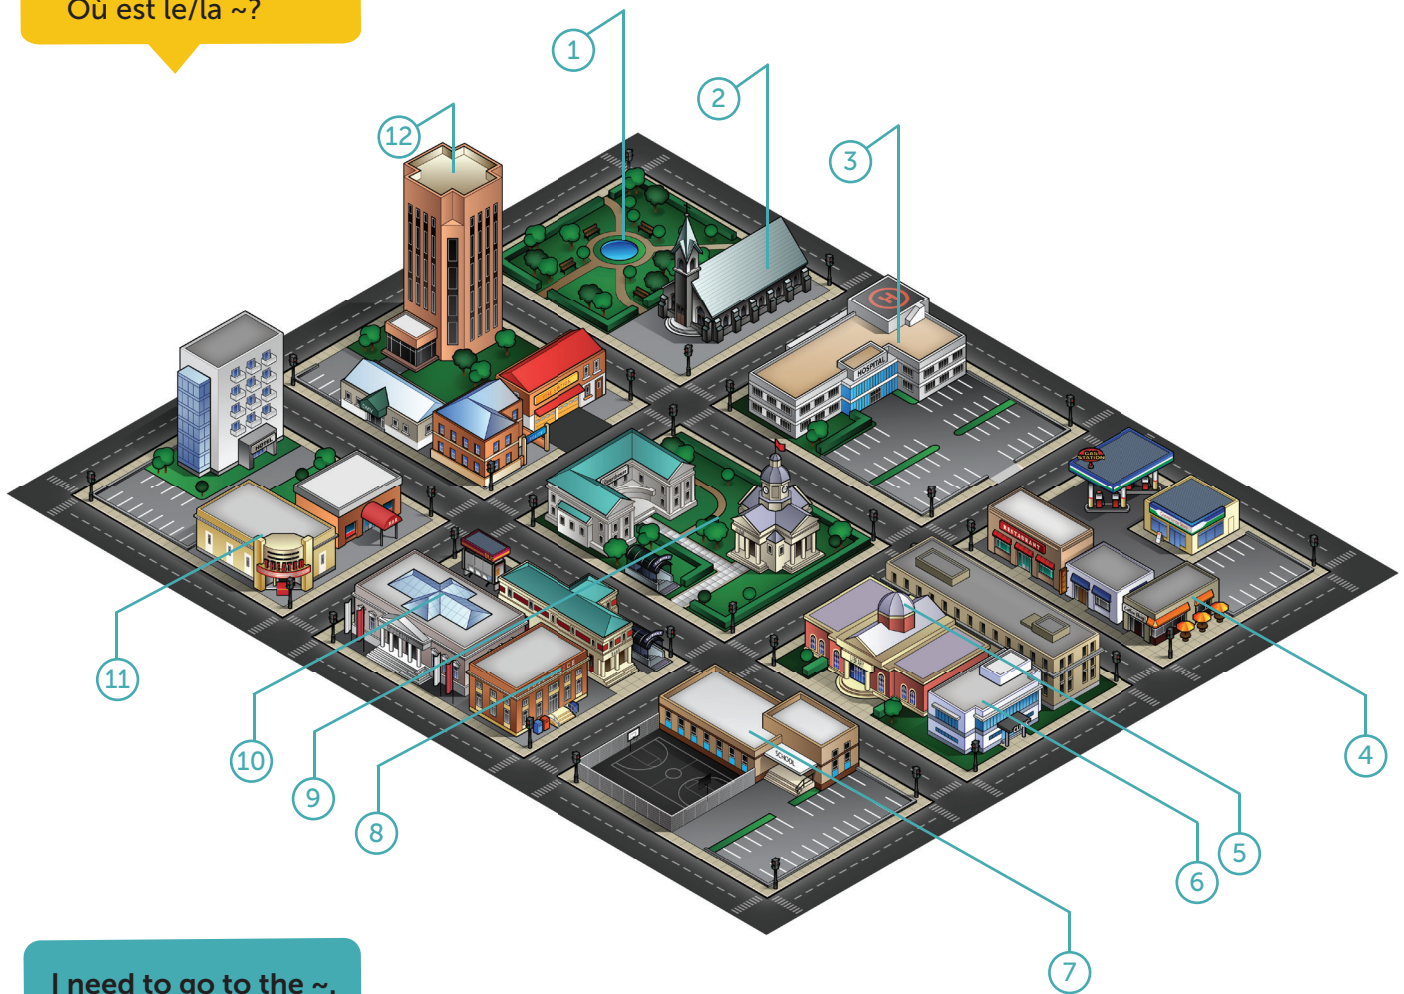 Où est le/la ~?
1
2
12
3
HOSPITAL
GAS
STATION
HOTEL
RESTAURANT
BAR
THEATER
11
10
9
8
SCHOOL
4
5
6
7
I need to go to the ~.